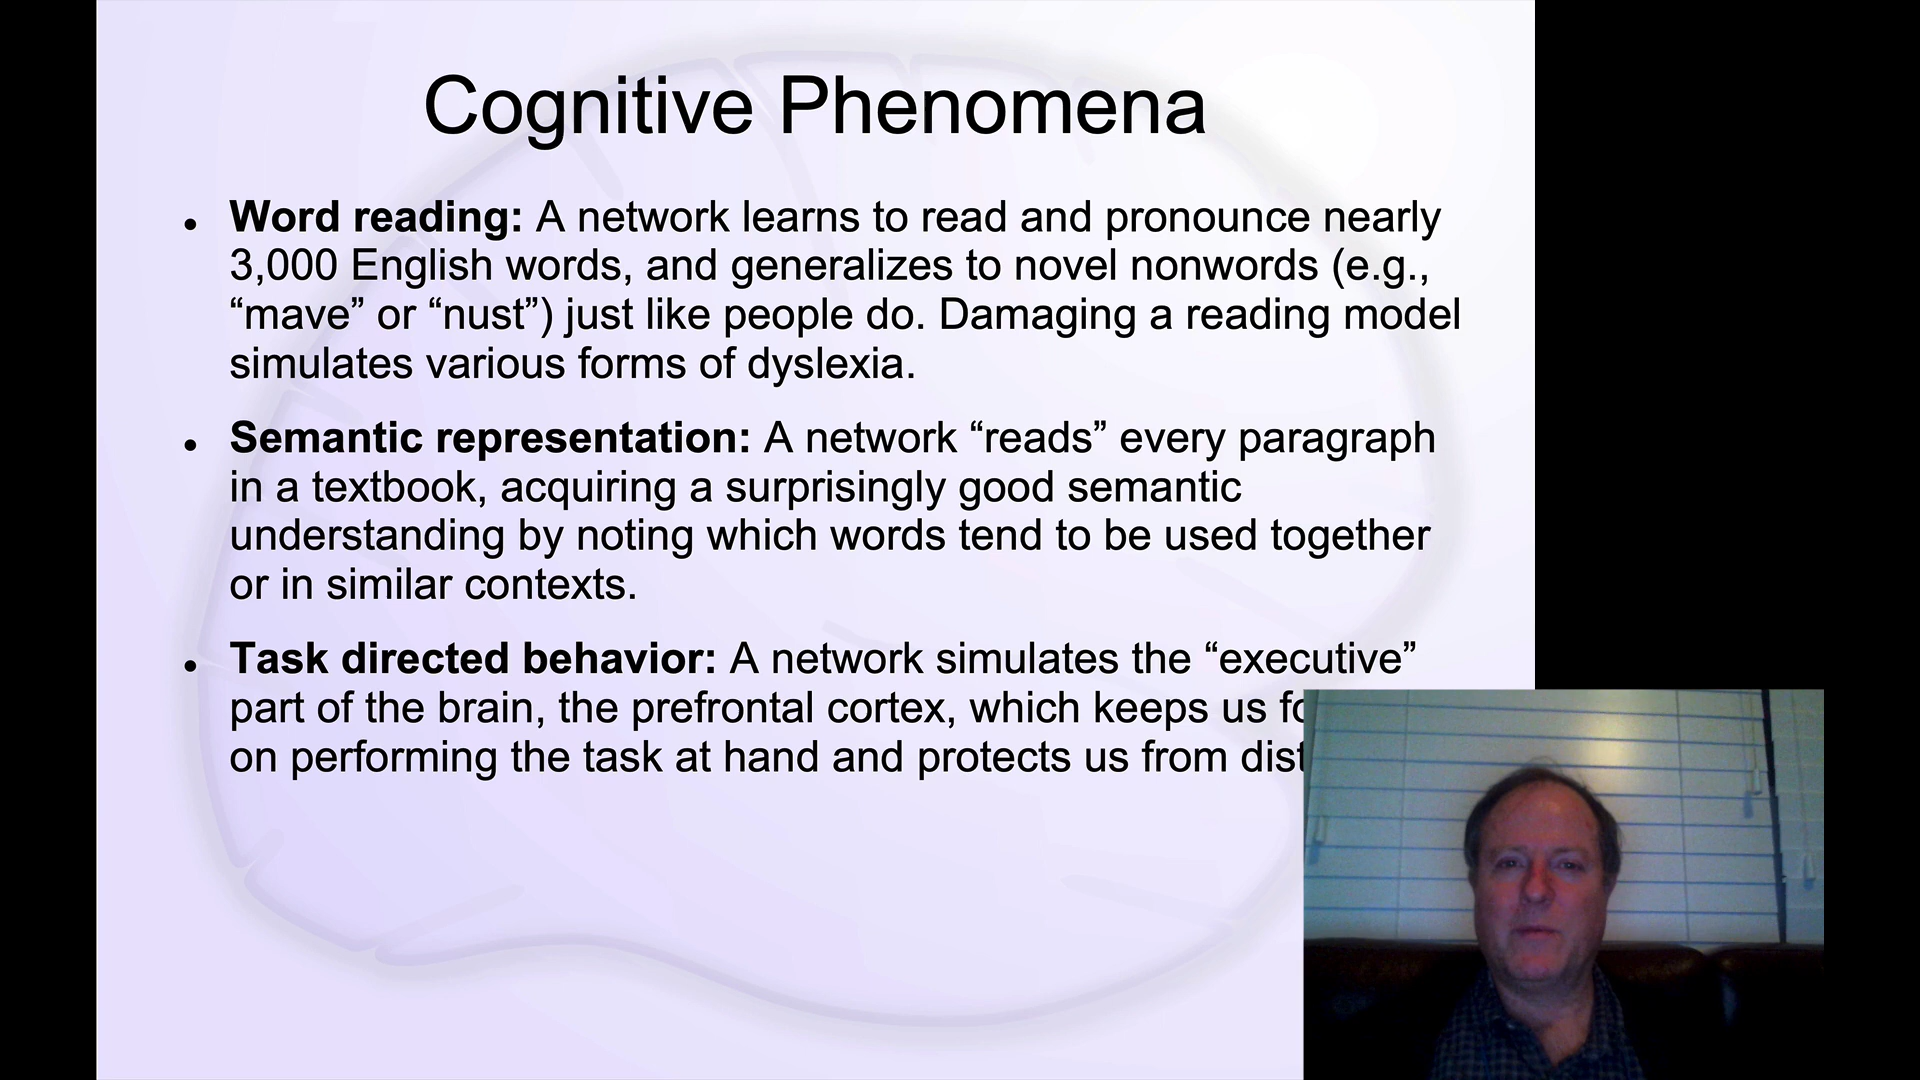 Cognitive Phenomena
• Word reading: A network learns to read and pronounce nearly
3,000 English words, and generalizes to novel nonwords (e.g.,
“mave” or “nust”) just like people do. Damaging a reading model
simulates various forms of dyslexia.
• Semantic representation: A network “reads” every paragraph
in a textbook, acquiring a surprisingly good semantic
understanding by noting which words tend to be used together
or in similar contexts.
• Task directed behavior: A network simulates the “executive”
part of the brain, the prefrontal cortex, which keeps us
on performing the task at hand and protects us from